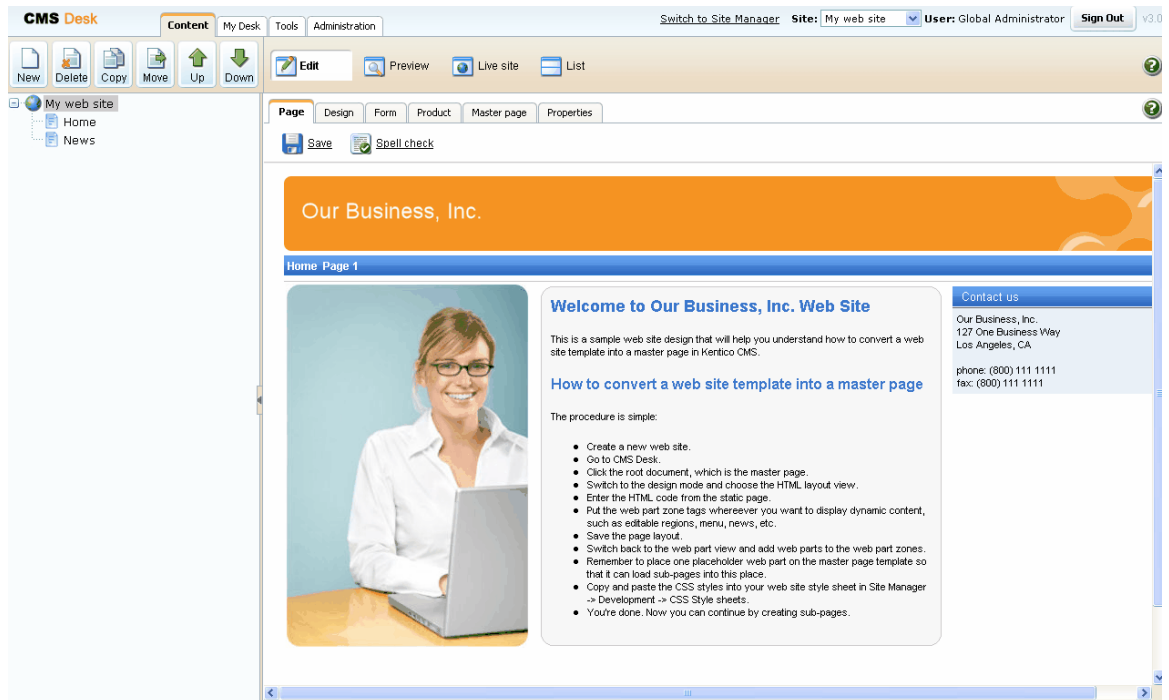 CMS Desk
Content My Desk Tools Administration
Switch to Site Manager Site: My web site User: Global Administrator Sign Out v3.0
New Delete Copy Move Up Down
Edit Preview Live site List
My web site
Home
News
Page Design Form Product Master page Properties
Save Spell check
Our Business, Inc.
Home Page 1
Welcome to Our Business, Inc. Web Site
This is a sample web site design that will help you understand how to convert a web
site template into a master page in Kentico CMS.
How to convert a web site template into a master page
The procedure is simple:
Create a new web site.
Go to CMS Desk.
Click the root document, which is the master page.
Switch to the design mode and choose the HTML layout view.
Enter the HTML code from the static page.
Put the web part zone tags whereever you want to display dynamic content,
such as editable regions, menu, news, etc.
Save the page layout.
Switch back to the web part view and add web parts to the web part zones.
Remember to place one placeholder web part on the master page template so
that it can load sub-pages into this place.
Copy and paste the CSS styles into your web site style sheet in Site Manager
-> Development -> CSS Style sheets.
You're done. Now you can continue by creating sub-pages.
Contact us
Our Business, Inc.
127 One Business Way
Los Angeles, CA
phone: (800) 111 1111
fax: (800) 111 1111